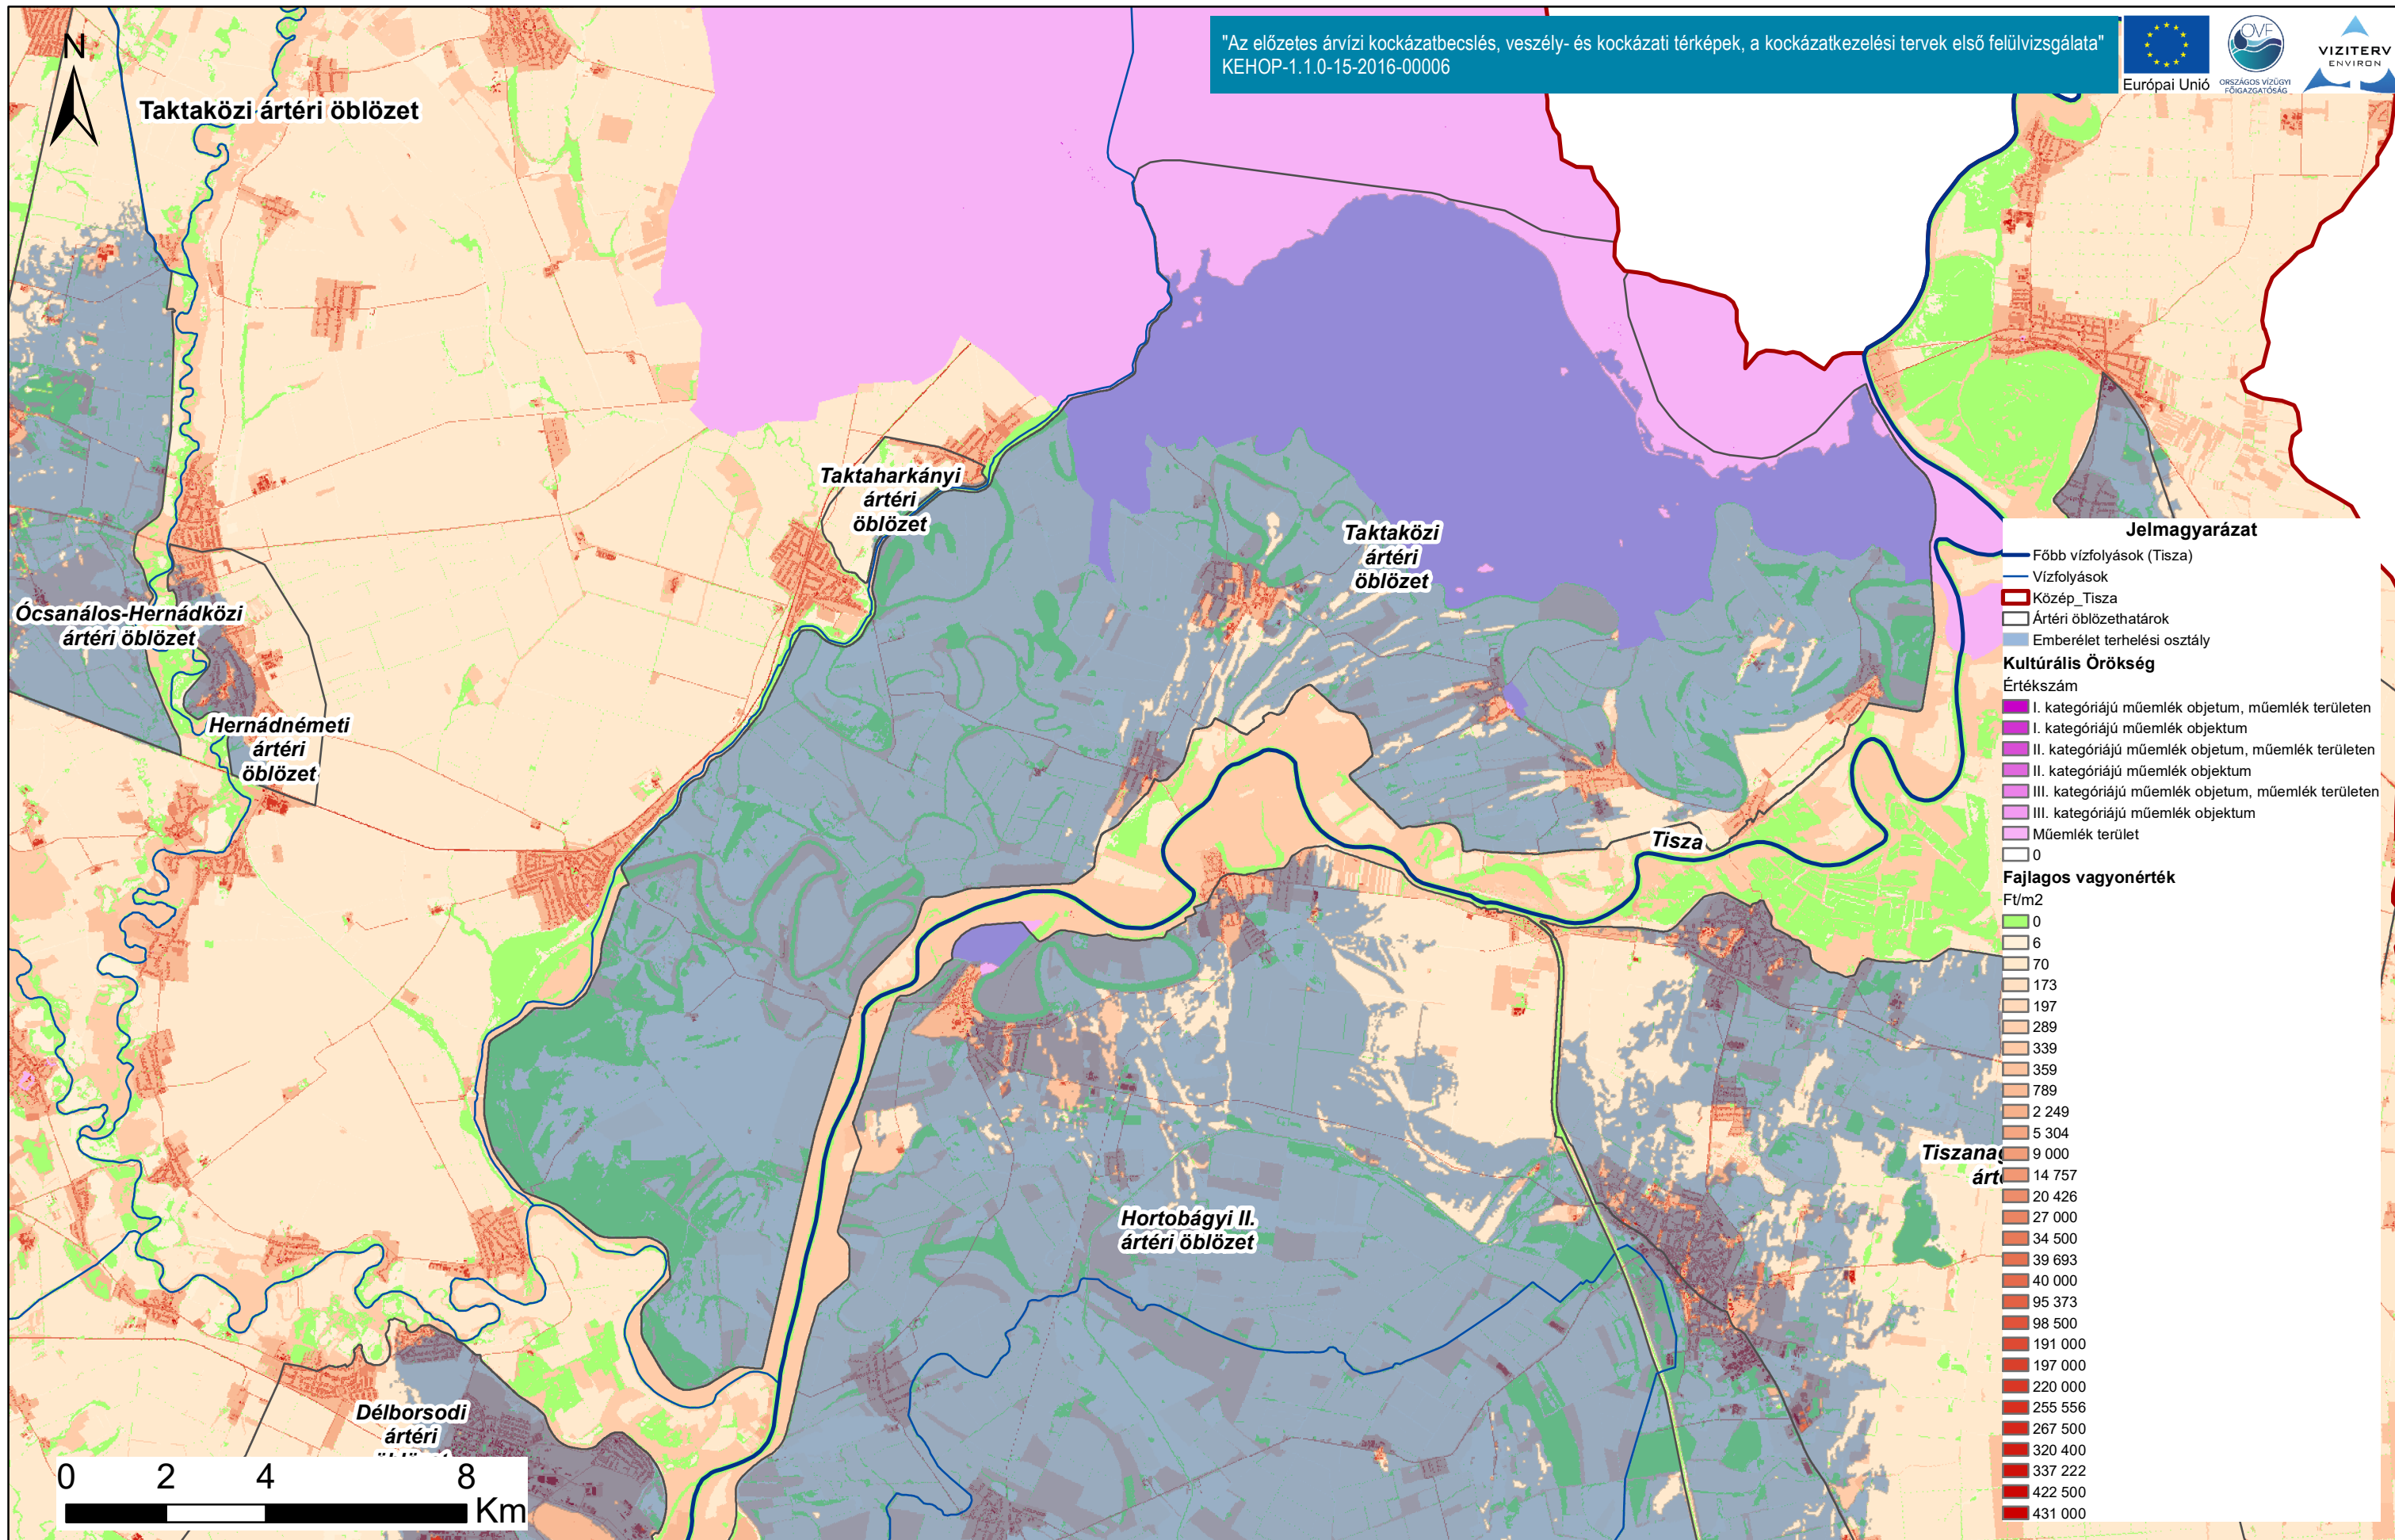 "Az előzetes árvízi kockázatbecslés, veszély- és kockázati térképek, a kockázatkezelési tervek első felülvizsgálata"
KEHOP-1.1.0-15-2016-00006
Európai Unió
OVF
ORSZÁGOS VÍZÜGYI
FŐIGAZGATÓSÁG
VIZITERV
ENVIRON
N
Taktaközi ártéri öblözet
Taktaharkányi
ártéri
öblözet
Taktaközi
ártéri
öblözet
Ócsanálos-Hernádközi
ártéri öblözet
Hernádnémeti
ártéri
öblözet
Tisza
Hortobágyi II.
ártéri öblözet
Délborsodi
ártéri
0 2 4 8
Km
Jelmagyarázat
Főbb vízfolyások (Tisza)
Vízfolyások
Közép_Tisza
Ártéri öblözethatárok
Emberélet terhelési osztály
Kultúrális Örökség
Értékszám
I. kategóriájú műemlék objetum, műemlék területen
I. kategóriájú műemlék objektum
II. kategóriájú műemlék objetum, műemlék területen
II. kategóriájú műemlék objektum
III. kategóriájú műemlék objetum, műemlék területen
III. kategóriájú műemlék objektum
Műemlék terület
0
Fajlagos vagyonérték
Ft/m2
0
6
70
173
197
289
339
359
789
2 249
5 304
9 000
14 757
20 426
27 000
34 500
39 693
40 000
95 373
98 500
191 000
197 000
220 000
255 556
267 500
320 400
337 222
422 500
431 000